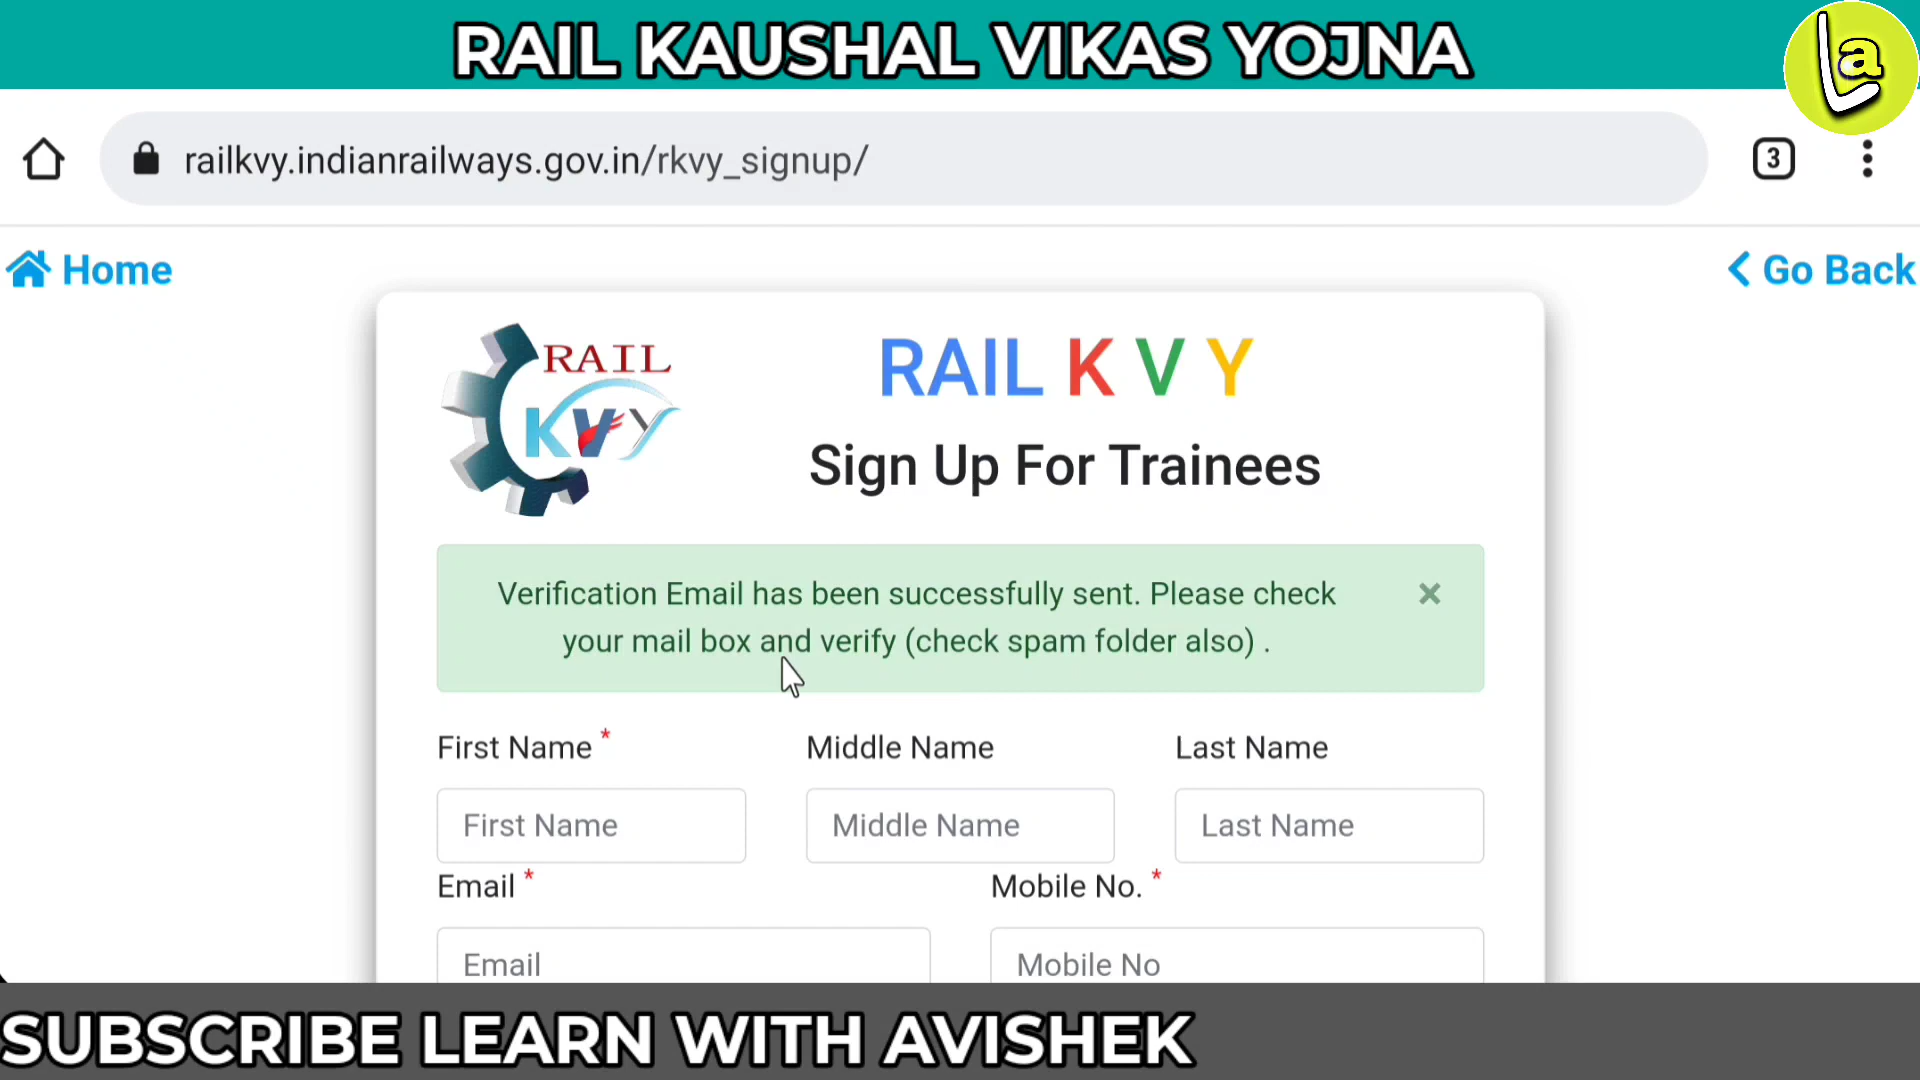 RAIL KAUSHAL VIKAS YOJNA
La
railkvy.indianrailways.gov.in/rkvy_signup/
3
Home
Go Back
RAIL
KVY
RAIL K V Y
Sign Up For Trainees
Verification Email has been successfully sent. Please check
your mail box and verify (check spam folder also) .
×
First Name *
Middle Name
Last Name
First Name
Middle Name
Last Name
Email *
Mobile No. *
Email
Mobile No
SUBSCRIBE LEARN WITH AVISHEK